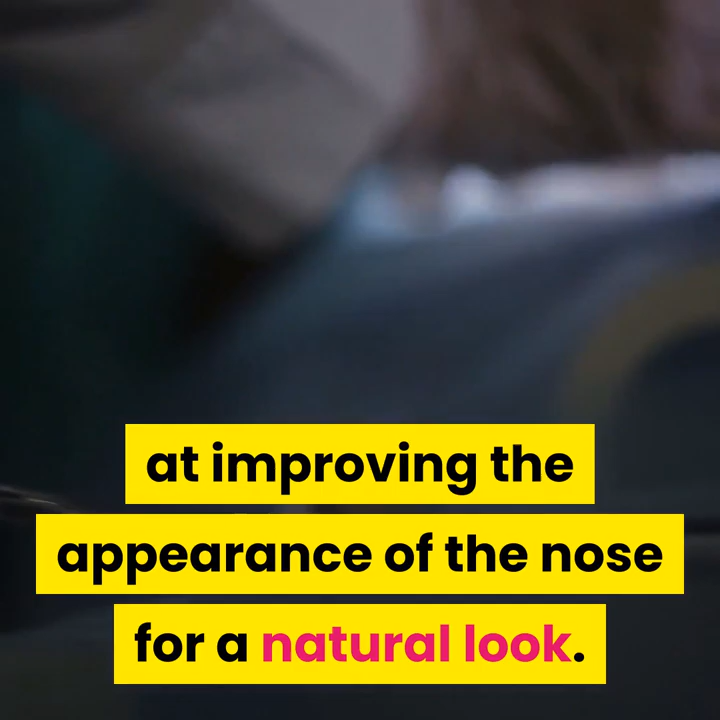 at improving the
appearance of the nose
for a natural look.